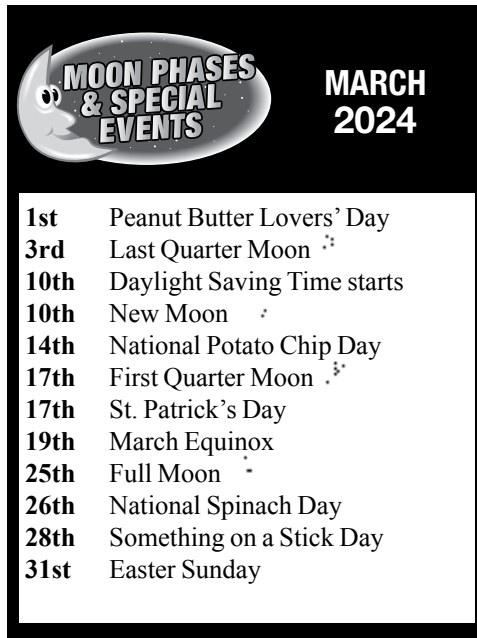 MOON PHASES
& SPECIAL
EVENTS
MARCH
2024
1st Peanut Butter Lovers' Day
3rd Last Quarter Moon
10th Daylight Saving Time starts
10th New Moon
14th National Potato Chip Day
17th First Quarter Moon
17th St. Patrick's Day
19th March Equinox
25th Full Moon
26th National Spinach Day
28th Something on a Stick Day
31st Easter Sunday